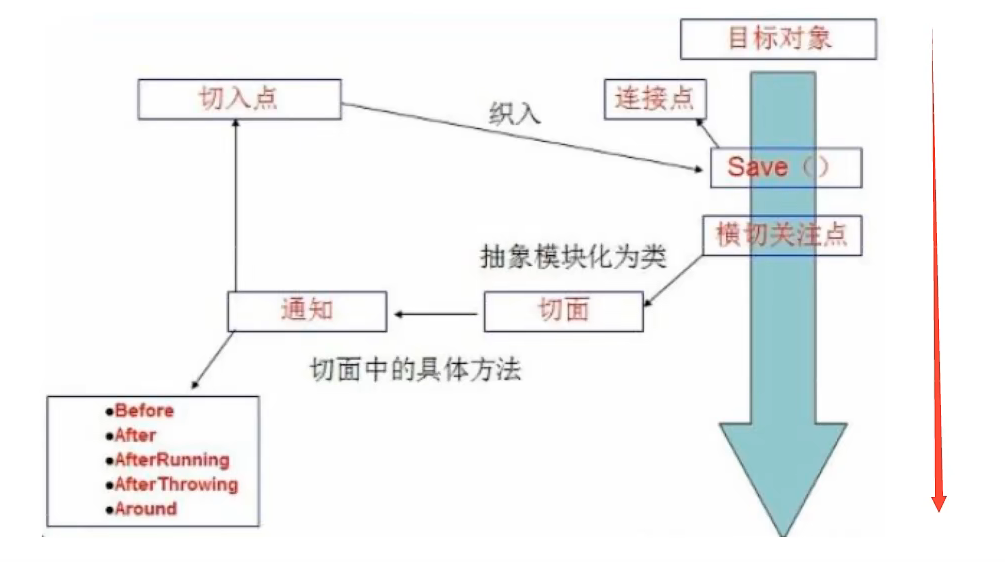 目标对象
切入点
连接点
织入
Save（）
横切关注点
抽象模块化为类
通知
切面
切面中的具体方法
●Before
●After
●AfterRunning
●AfterThrowing
●Around